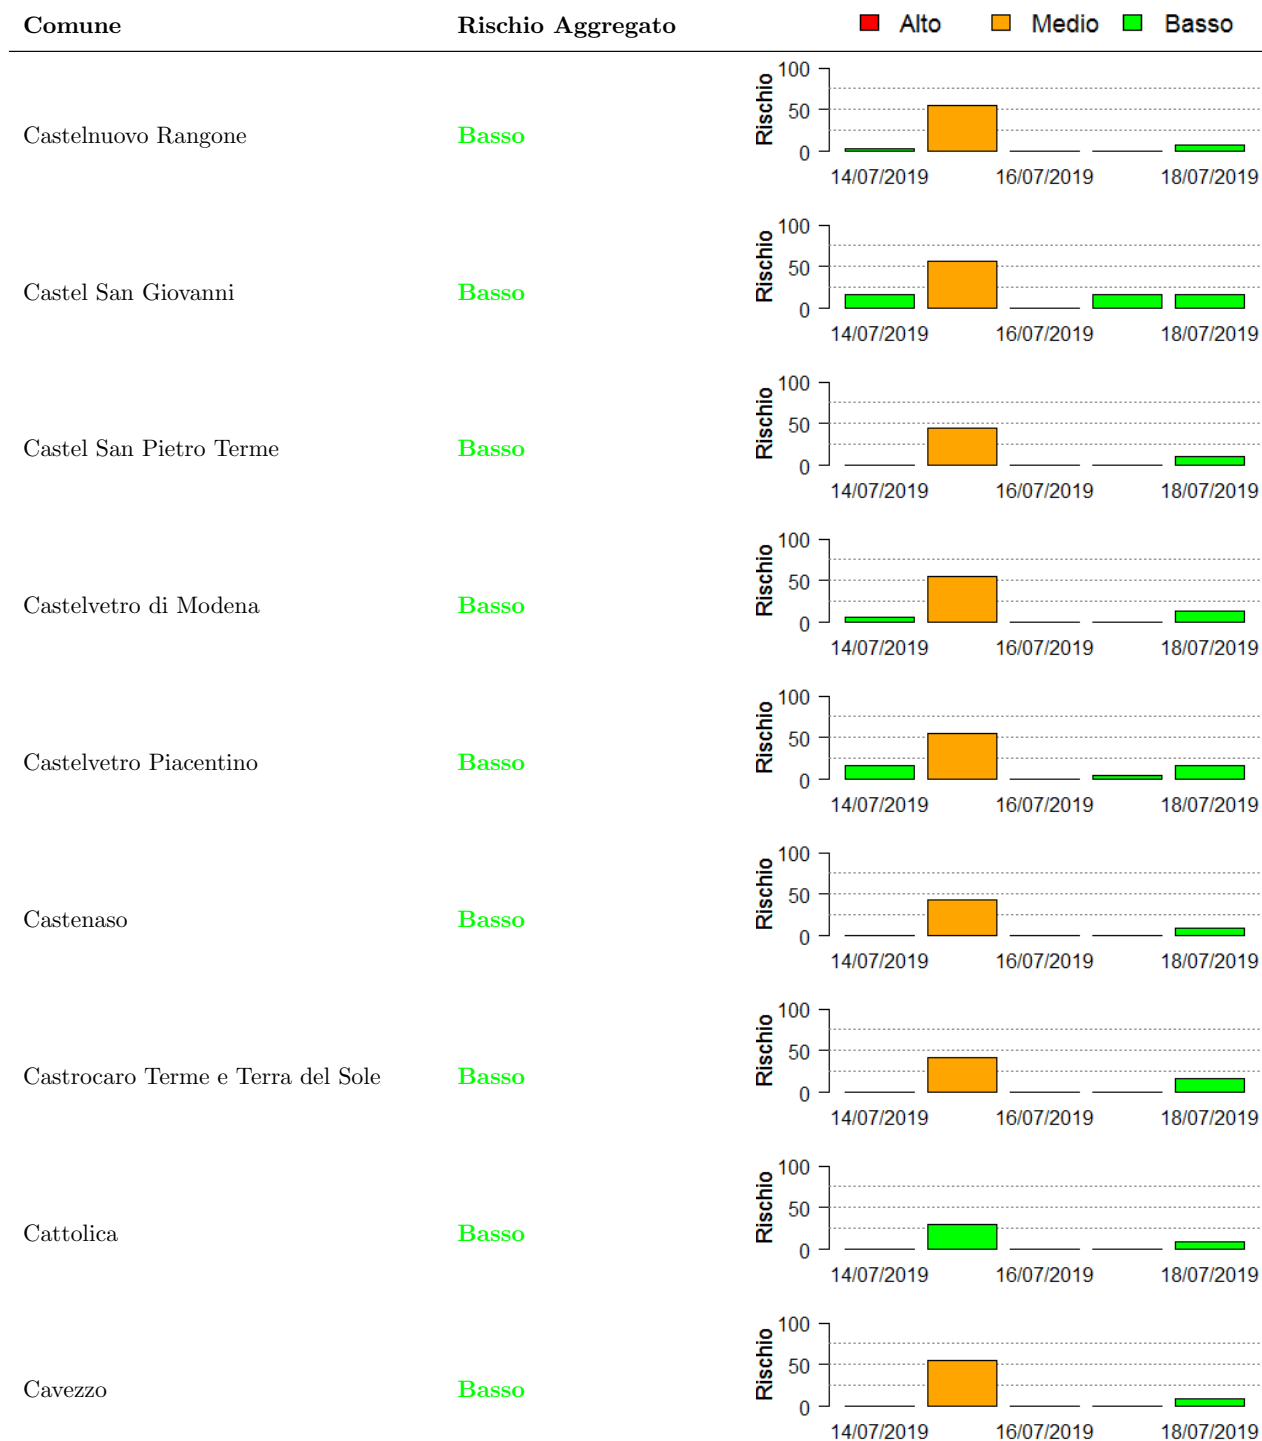 Comune Rischio Aggregato Alto Medio Basso
Castelnuovo Rangone Basso
Rischio
100
50
0
14/07/2019 16/07/2019 18/07/2019
Castel San Giovanni Basso
Rischio
100
50
0
14/07/2019 16/07/2019 18/07/2019
Castel San Pietro Terme Basso
Rischio
100
50
0
14/07/2019 16/07/2019 18/07/2019
Castelvetro di Modena Basso
Rischio
100
50
0
14/07/2019 16/07/2019 18/07/2019
Castelvetro Piacentino Basso
Rischio
100
50
0
14/07/2019 16/07/2019 18/07/2019
Castenaso Basso
Rischio
100
50
0
14/07/2019 16/07/2019 18/07/2019
Castrocaro Terme e Terra del Sole Basso
Rischio
100
50
0
14/07/2019 16/07/2019 18/07/2019
Cattolica Basso
Rischio
100
50
0
14/07/2019 16/07/2019 18/07/2019
Cavezzo Basso
Rischio
100
50
0
14/07/2019 16/07/2019 18/07/2019